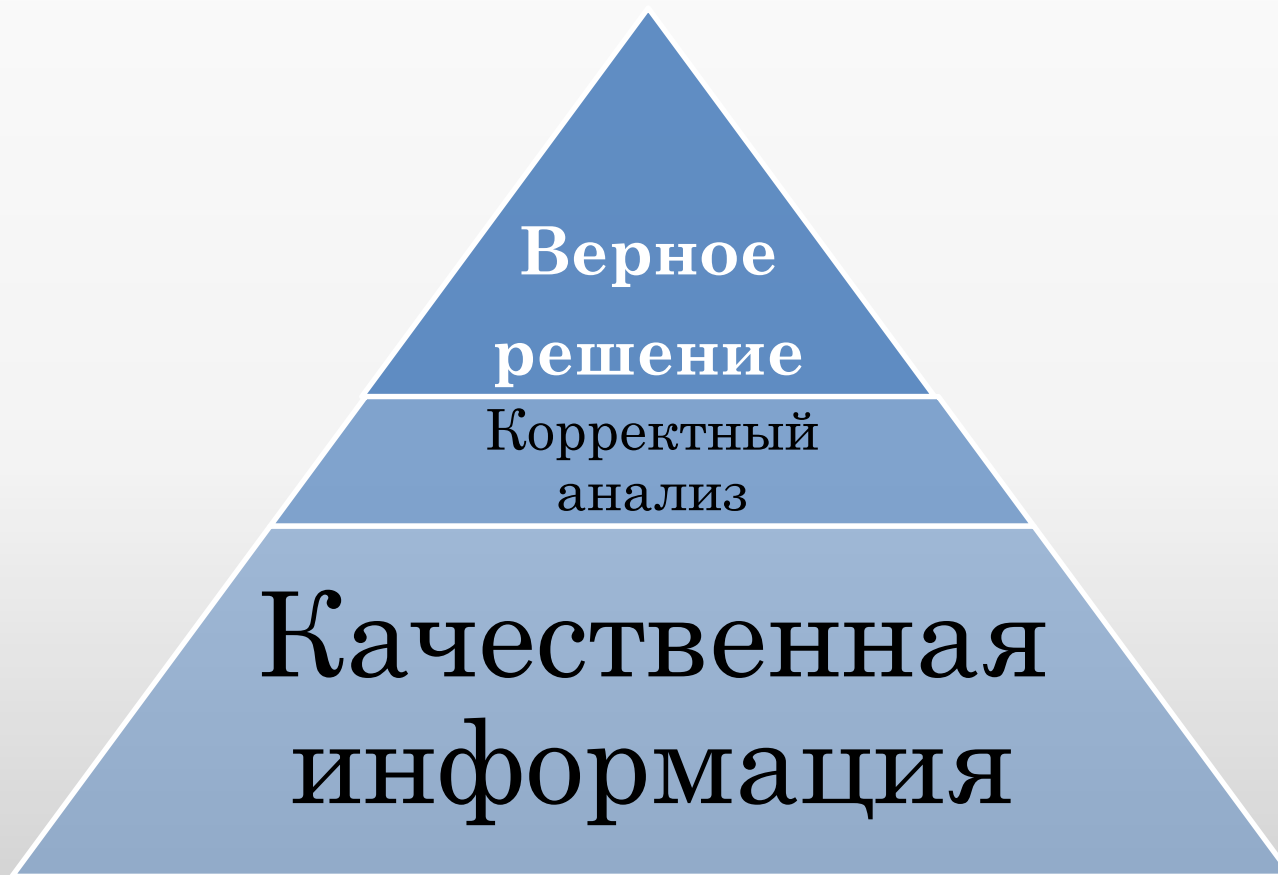 Верное
решение
Корректный
анализ
Качественная
информация